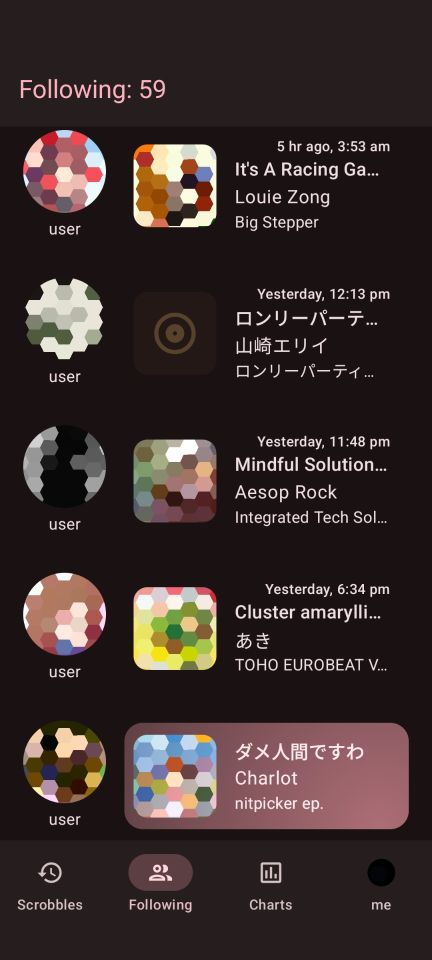 Following: 59
5 hr ago, 3:53 am
It's A Racing Ga...
Louie Zong
Big Stepper
user
Yesterday, 12:13 pm
ロンリーパーテ...
山崎エリイ
ロンリーパーティ...
user
Yesterday, 11:48 pm
Mindful Solution...
Aesop Rock
Integrated Tech Sol...
user
Yesterday, 6:34 pm
Cluster amarylli...
あき
TOHO EUROBEAT V...
user
ダメ人間ですわ
Charlot
nitpicker ep.
user
Scrobbles
Following
Charts
me